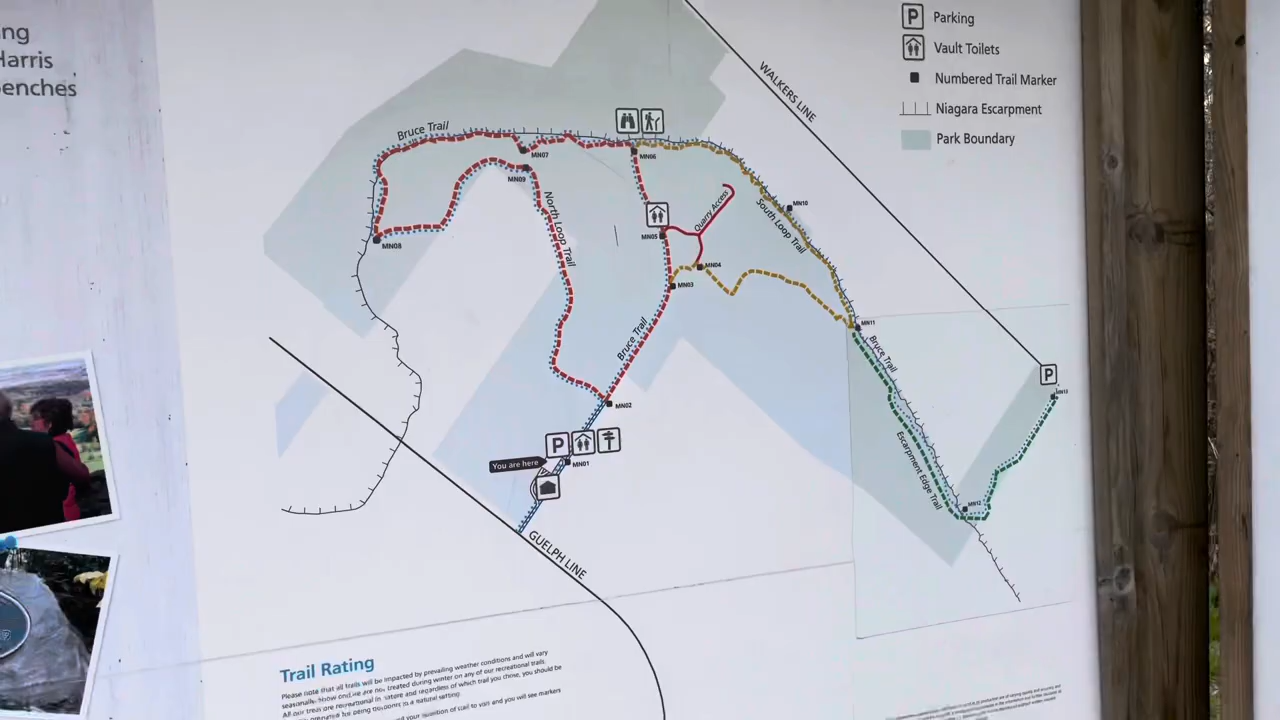 ng
Harris
enches
P Parking
Vault Toilets
Numbered Trail Marker
Niagara Escarpment
Park Boundary
WALKERS LINE
Bruce Trail
MN07
MN06
MN09
North Loop Trail
MN08
Quarry Access
MN05
MN04
MN03
South Loop Trail
MN10
MN11
Bruce Trail
Bruce Trail
P
MN13
Escarpment Edge Trail
MN12
MN02
P
You are here
MN01
GUELPH LINE
Trail Rating
Please note that all trails will be impacted by prevailing weather conditions and will vary